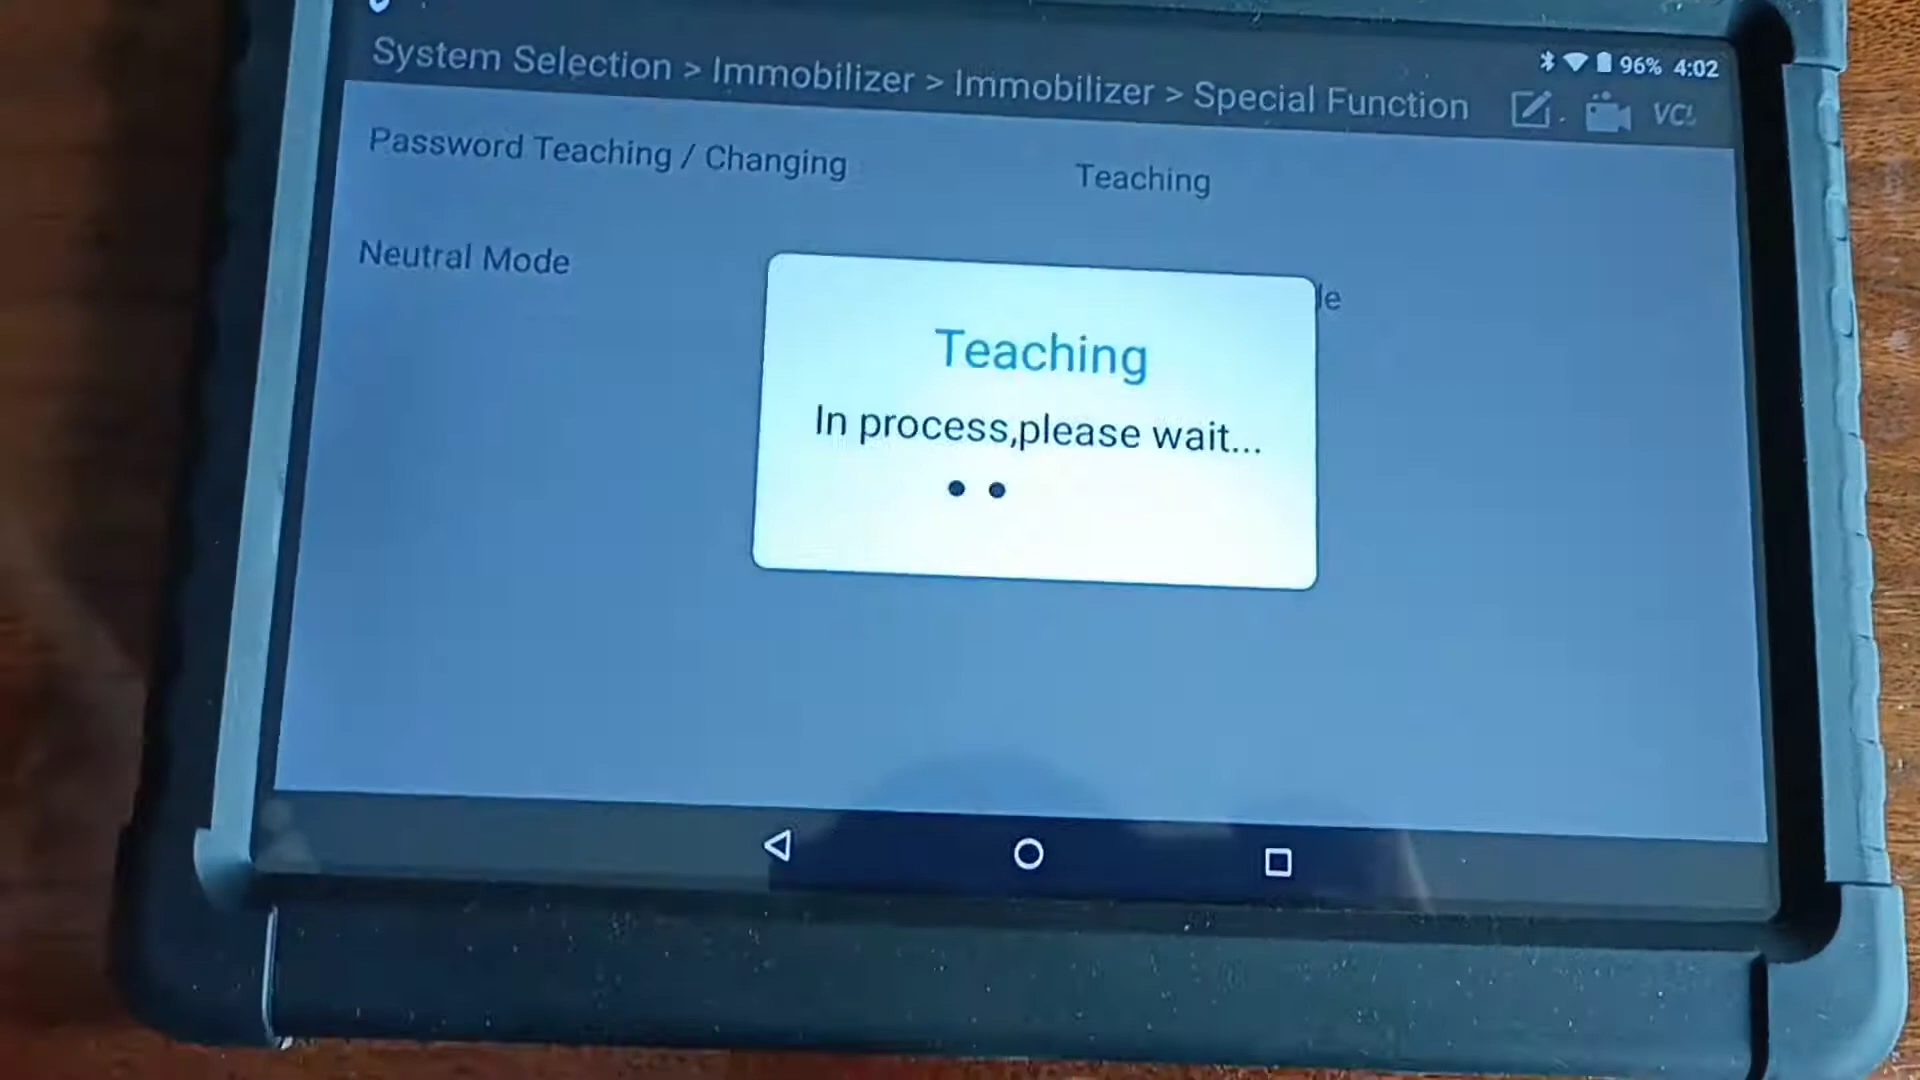 96% 4:02
System Selection > Immobilizer > Immobilizer > Special Function
Password Teaching / Changing
Teaching
Neutral Mode
Teaching
In process,please wait...